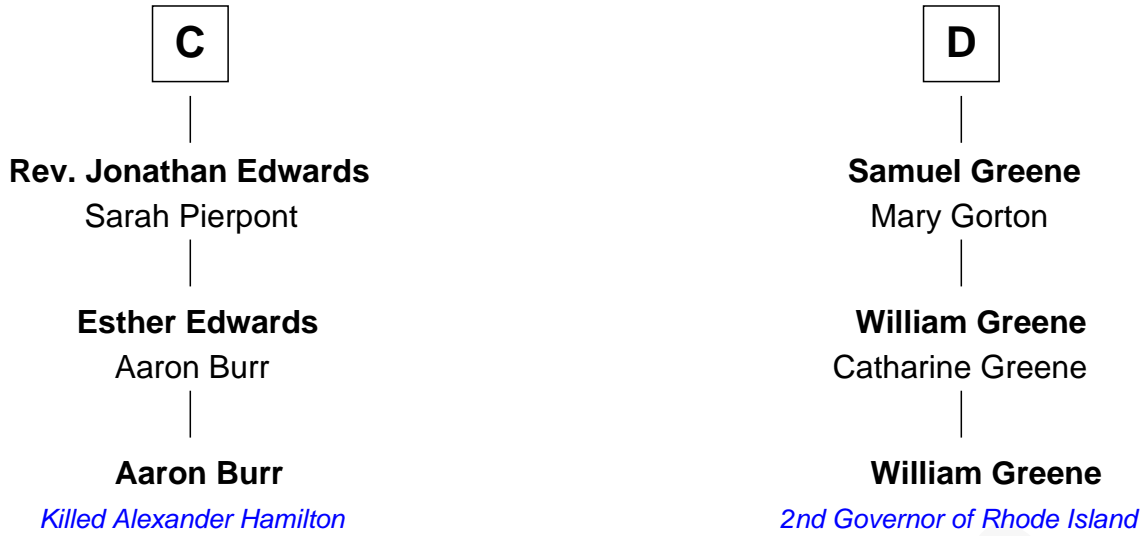 C
Rev. Jonathan Edwards
Sarah Pierpont
Esther Edwards
Aaron Burr
Aaron Burr
Killed Alexander Hamilton
D
Samuel Greene
Mary Gorton
William Greene
Catharine Greene
William Greene
2nd Governor of Rhode Island